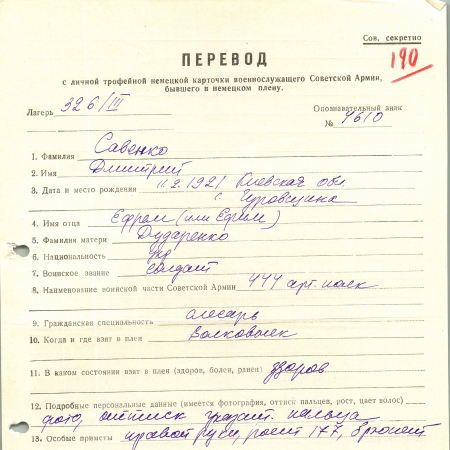 Сов. секретно
190
ПЕРЕВОД
с личной трофейной немецкой карточки военнослужащего Советской Армии,
бывшего в немецком плену.
Лагерь 326/III
Опознавательный знак
№ 9610
1. Фамилия Савенко
2. Имя Дмитрий
3. Дата и место рождения 11.2.1921 Киевская обл.
с. Гуровщина
4. Имя отца Ефрам (или Ефрим)
5. Фамилия матери Дударенко
6. Национальность укр
7. Воинское звание солдат
8. Наименование воинской части Советской Армии 444 арт. полк
9. Гражданская специальность слесарь
10. Когда и где взят в плен Волковыск
11. В каком состоянии взят в плен (здоров, болен, ранен) здоров
12. Подробные персональные данные (имеется фотография, оттиск пальцев, рост, цвет волос)
фото, оттиск указат. пальца
13. Особые приметы правой руки, рост 177, брюнет